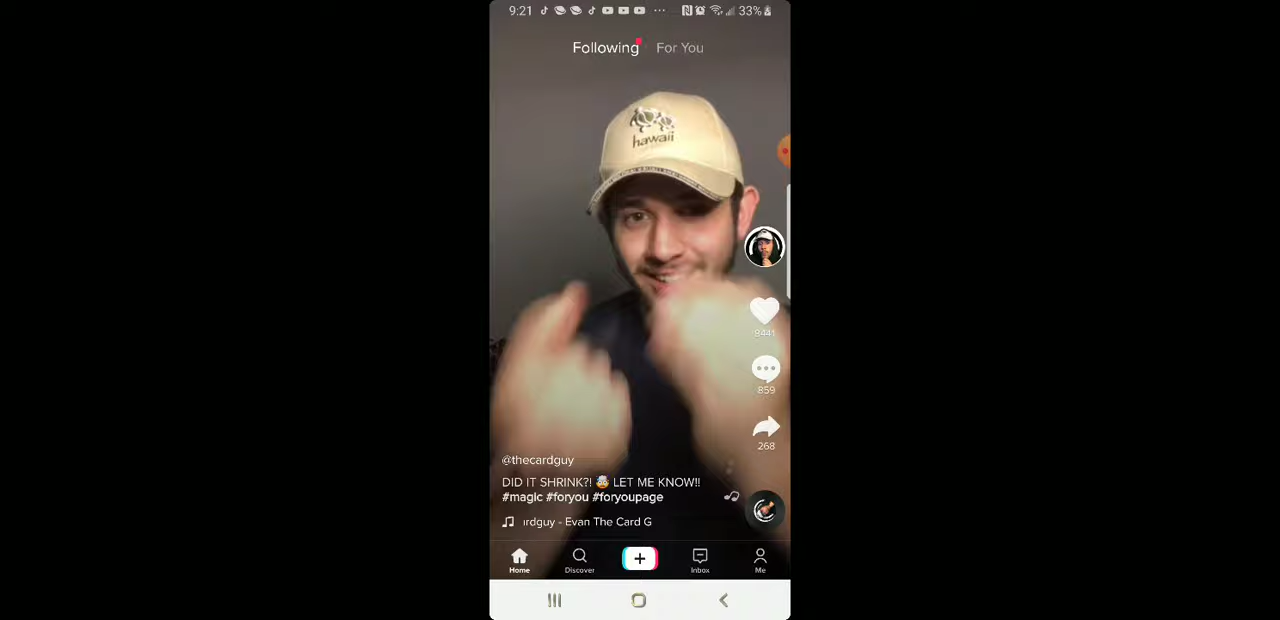 9:21
33%
Following For You
hawaii
8441
859
268
@thecardguy
DID IT SHRINK?! 🤯 LET ME KNOW!!
#magic #foryou #foryoupage
ırdguy - Evan The Card G
Home Discover Inbox Me